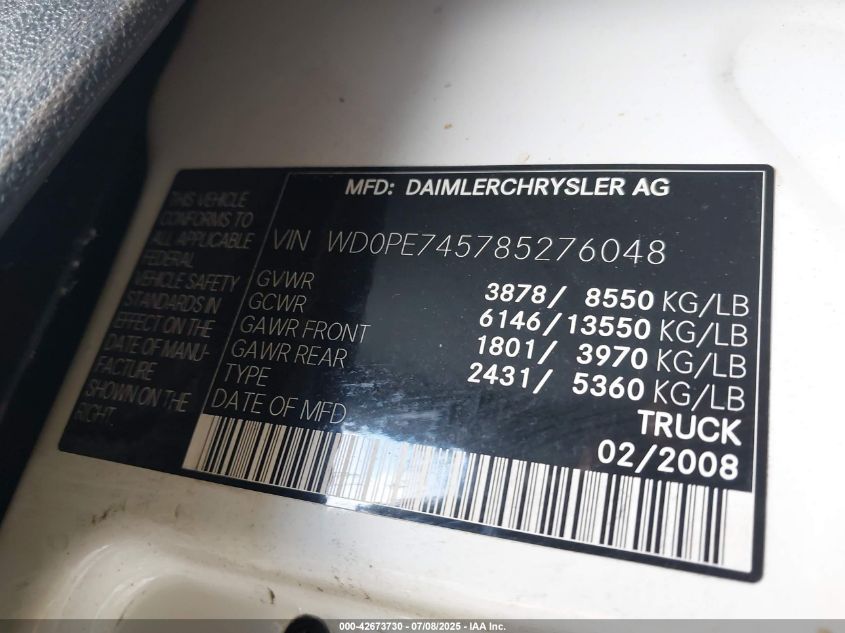 THIS VEHICLE
CONFORMS TO
ALL APPLICABLE
FEDERAL
VEHICLE SAFETY
STANDARDS IN
EFFECT ON THE
DATE OF MANU-
FACTURE
SHOWN ON THE
RIGHT.
MFD: DAIMLERCHRYSLER AG
VIN WD0PE745785276048
GVWR 3878/ 8550 KG/LB
GCWR 6146/13550 KG/LB
GAWR FRONT 1801/ 3970 KG/LB
GAWR REAR 2431/ 5360 KG/LB
TYPE TRUCK
DATE OF MFD 02/2008
000-42673730 - 07/08/2025 - IAA Inc.